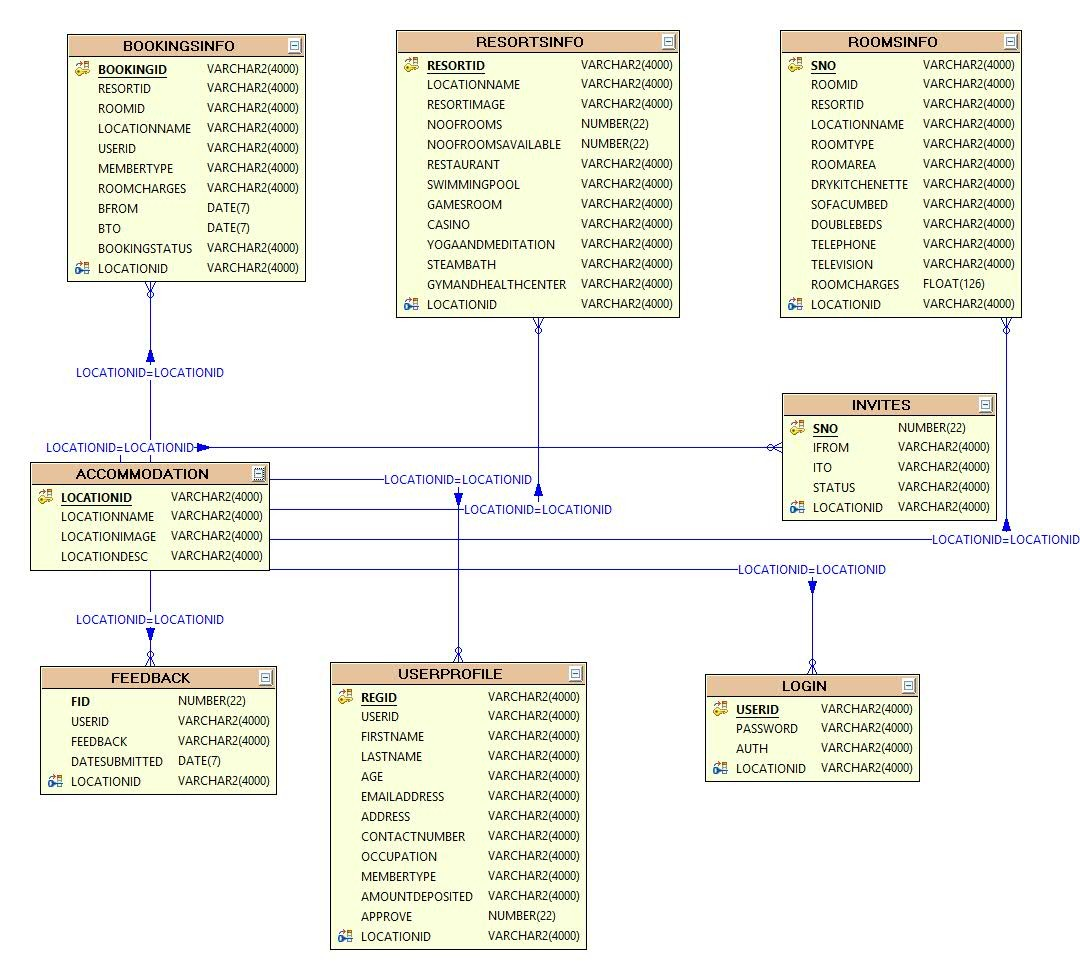 BOOKINGSINFO
BOOKINGID VARCHAR2(4000)
RESORTID VARCHAR2(4000)
ROOMID VARCHAR2(4000)
LOCATIONNAME VARCHAR2(4000)
USERID VARCHAR2(4000)
MEMBERTYPE VARCHAR2(4000)
ROOMCHARGES VARCHAR2(4000)
BFROM DATE(7)
BTO DATE(7)
BOOKINGSTATUS VARCHAR2(4000)
LOCATIONID VARCHAR2(4000)
RESORTSINFO
RESORTID VARCHAR2(4000)
LOCATIONNAME VARCHAR2(4000)
RESORTIMAGE VARCHAR2(4000)
NOOFROOMS NUMBER(22)
NOOFROOMSAVAILABLE NUMBER(22)
RESTAURANT VARCHAR2(4000)
SWIMMINGPOOL VARCHAR2(4000)
GAMESROOM VARCHAR2(4000)
CASINO VARCHAR2(4000)
YOGAANDMEDITATION VARCHAR2(4000)
STEAMBATH VARCHAR2(4000)
GYMANDHEALTHCENTER VARCHAR2(4000)
LOCATIONID VARCHAR2(4000)
ROOMSINFO
SNO VARCHAR2(4000)
ROOMID VARCHAR2(4000)
RESORTID VARCHAR2(4000)
LOCATIONNAME VARCHAR2(4000)
ROOMTYPE VARCHAR2(4000)
ROOMAREA VARCHAR2(4000)
DRYKITCHENETTE VARCHAR2(4000)
SOFACUMBED VARCHAR2(4000)
DOUBLEBEDS VARCHAR2(4000)
TELEPHONE VARCHAR2(4000)
TELEVISION VARCHAR2(4000)
ROOMCHARGES FLOAT(126)
LOCATIONID VARCHAR2(4000)
LOCATIONID=LOCATIONID
LOCATIONID=LOCATIONID
INVITES
SNO NUMBER(22)
IFROM VARCHAR2(4000)
ITO VARCHAR2(4000)
STATUS VARCHAR2(4000)
LOCATIONID VARCHAR2(4000)
ACCOMMODATION
LOCATIONID VARCHAR2(4000)
LOCATIONNAME VARCHAR2(4000)
LOCATIONIMAGE VARCHAR2(4000)
LOCATIONDESC VARCHAR2(4000)
LOCATIONID=LOCATIONID
LOCATIONID=LOCATIONID
LOCATIONID=LOCATIONID
LOCATIONID=LOCATIONID
LOCATIONID=LOCATIONID
FEEDBACK
FID NUMBER(22)
USERID VARCHAR2(4000)
FEEDBACK VARCHAR2(4000)
DATESUBMITTED DATE(7)
LOCATIONID VARCHAR2(4000)
USERPROFILE
REGID VARCHAR2(4000)
USERID VARCHAR2(4000)
FIRSTNAME VARCHAR2(4000)
LASTNAME VARCHAR2(4000)
AGE VARCHAR2(4000)
EMAILADDRESS VARCHAR2(4000)
ADDRESS VARCHAR2(4000)
CONTACTNUMBER VARCHAR2(4000)
OCCUPATION VARCHAR2(4000)
MEMBERTYPE VARCHAR2(4000)
AMOUNTDEPOSITED VARCHAR2(4000)
APPROVE NUMBER(22)
LOCATIONID VARCHAR2(4000)
LOGIN
USERID VARCHAR2(4000)
PASSWORD VARCHAR2(4000)
AUTH VARCHAR2(4000)
LOCATIONID VARCHAR2(4000)